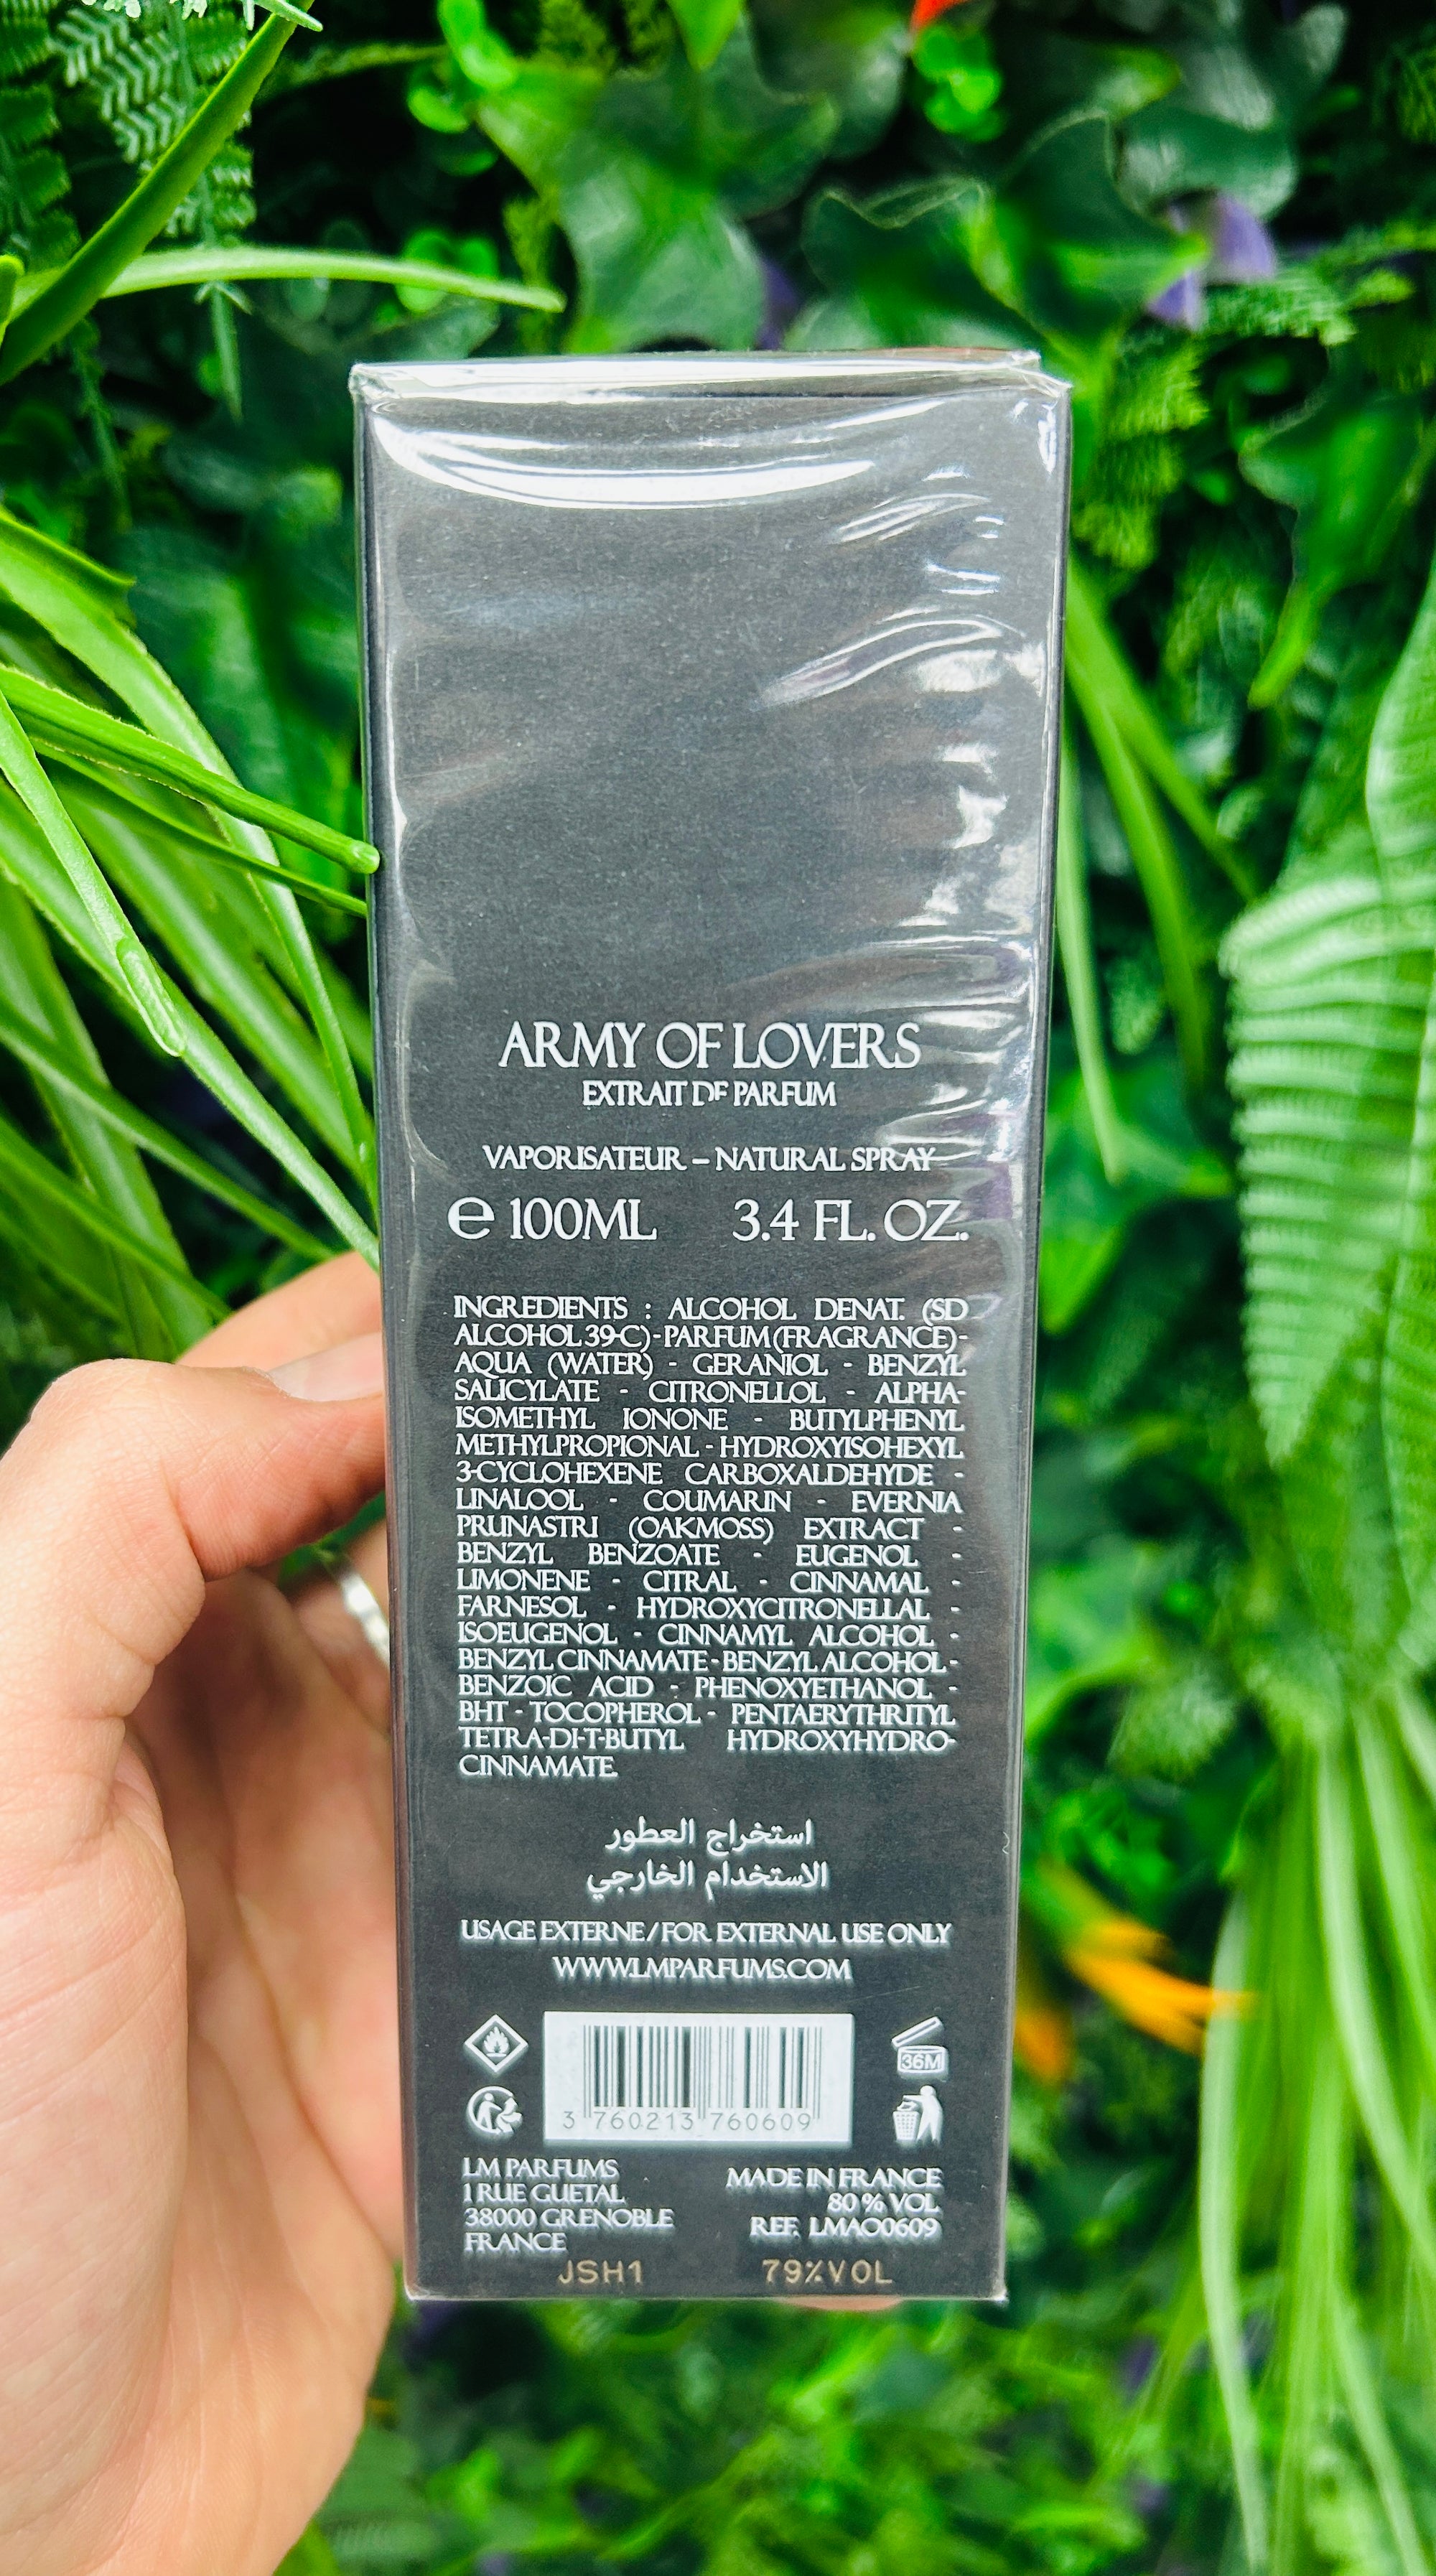 ARMY OF LOVERS
EXTRAIT DE PARFUM
VAPORISATEUR – NATURAL SPRAY
℮ 100ML 3.4 FL. OZ.
INGREDIENTS : ALCOHOL DENAT. (SD
ALCOHOL 39-C) - PARFUM (FRAGRANCE) -
AQUA (WATER) - GERANIOL - BENZYL
SALICYLATE - CITRONELLOL - ALPHA-
ISOMETHYL IONONE - BUTYLPHENYL
METHYLPROPIONAL - HYDROXYISOHEXYL
3-CYCLOHEXENE CARBOXALDEHYDE -
LINALOOL - COUMARIN - EVERNIA
PRUNASTRI (OAKMOSS) EXTRACT -
BENZYL BENZOATE - EUGENOL -
LIMONENE - CITRAL - CINNAMAL -
FARNESOL - HYDROXYCITRONELLAL -
ISOEUGENOL - CINNAMYL ALCOHOL -
BENZYL CINNAMATE - BENZYL ALCOHOL -
BENZOIC ACID - PHENOXYETHANOL -
BHT - TOCOPHEROL - PENTAERYTHRITYL
TETRA-DI-T-BUTYL HYDROXYHYDRO-
CINNAMATE.
استخراج العطور
الاستخدام الخارجي
USAGE EXTERNE / FOR EXTERNAL USE ONLY
WWW.LMPARFUMS.COM
36M
3 760213 760609
LM PARFUMS
1 RUE GUETAL
38000 GRENOBLE
FRANCE
MADE IN FRANCE
80 % VOL
REF. LMAO0609
JSH1 79%VOL